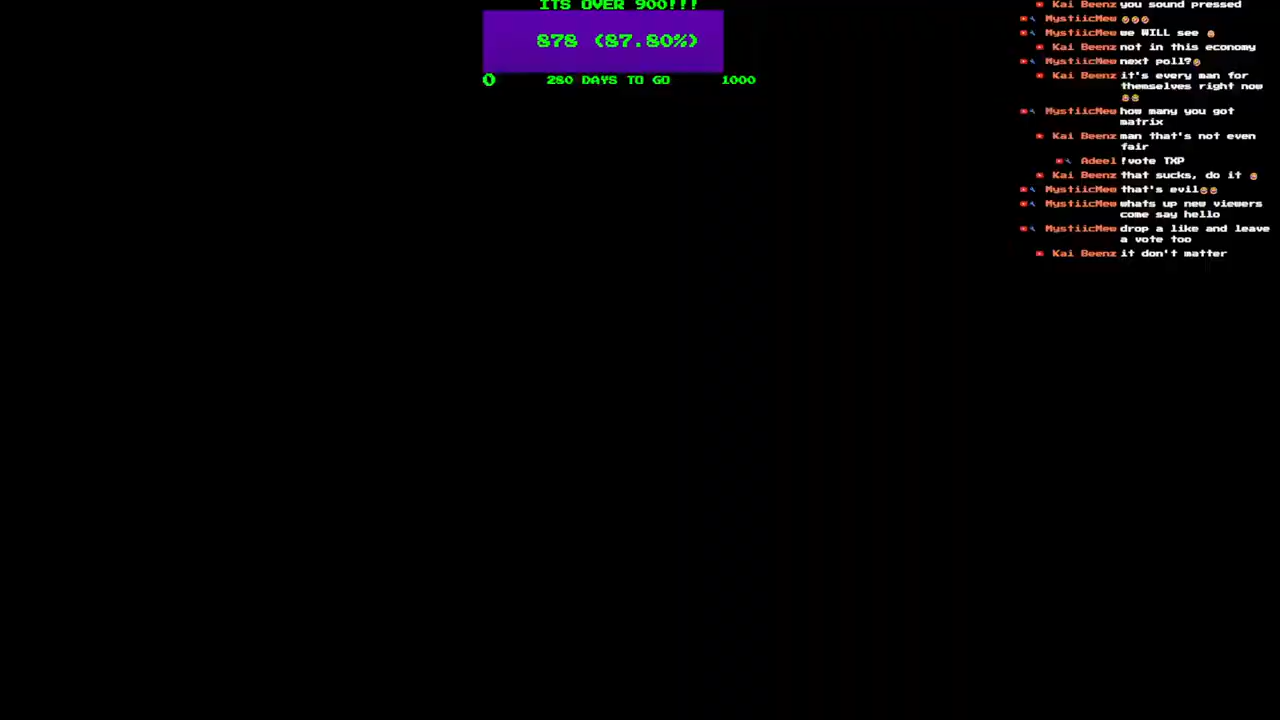 ITS OVER 900!!!
878 (87.80%)
0 280 DAYS TO GO 1000
Kai Beenz you sound pressed
MystiicMew
MystiicMew we WILL see
Kai Beenz not in this economy
MystiicMew next poll?
Kai Beenz it's every man for
themselves right now
MystiicMew how many you got
matrix
Kai Beenz man that's not even
fair
Adeel !vote TXP
Kai Beenz that sucks, do it
MystiicMew that's evil
MystiicMew whats up new viewers
come say hello
MystiicMew drop a like and leave
a vote too
Kai Beenz it don't matter